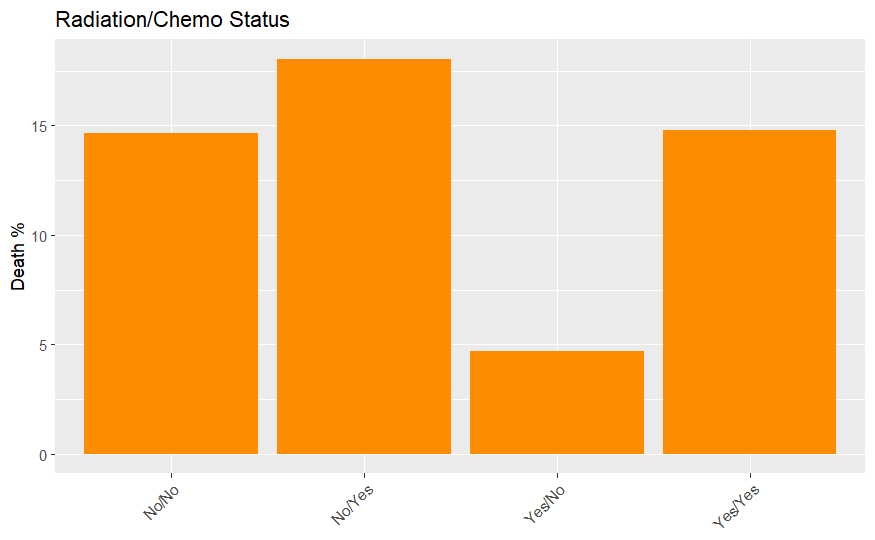 Radiation/Chemo Status
Death %
15
10
5
0
No/No
No/Yes
Yes/No
Yes/Yes